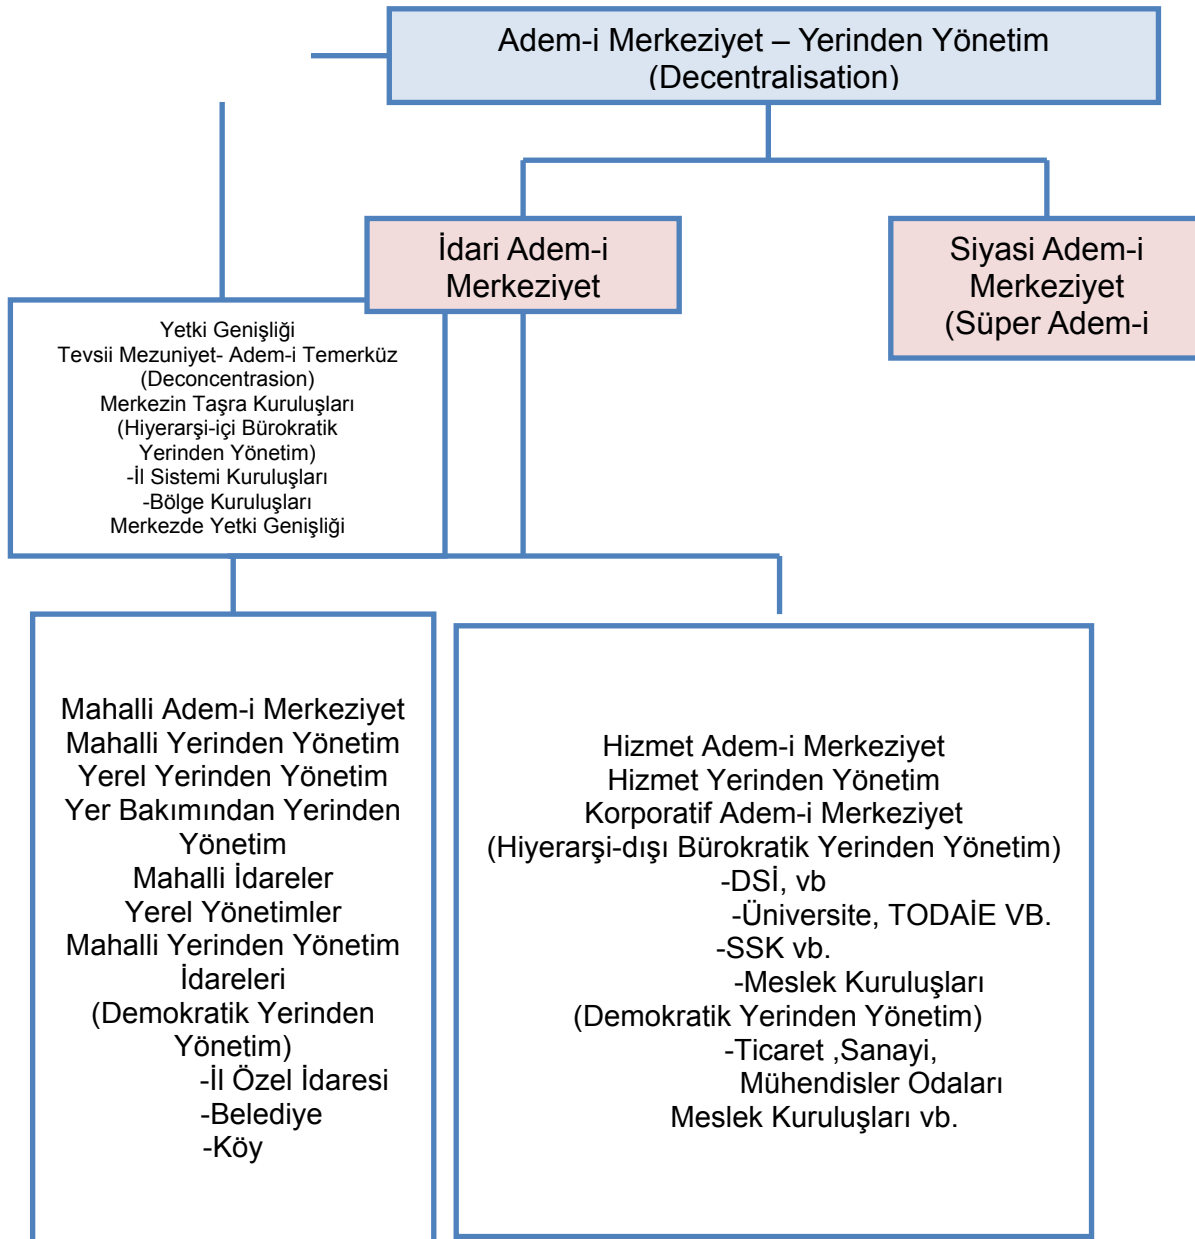 Adem-i Merkeziyet – Yerinden Yönetim
(Decentralisation)
İdari Adem-i
Merkeziyet
Siyasi Adem-i
Merkeziyet
(Süper Adem-i
Yetki Genişliği
Tevsii Mezuniyet- Adem-i Temerküz
(Deconcentrasion)
Merkezin Taşra Kuruluşları
(Hiyerarşi-içi Bürokratik
Yerinden Yönetim)
-İl Sistemi Kuruluşları
-Bölge Kuruluşları
Merkezde Yetki Genişliği
Mahalli Adem-i Merkeziyet
Mahalli Yerinden Yönetim
Yerel Yerinden Yönetim
Yer Bakımından Yerinden
Yönetim
Mahalli İdareler
Yerel Yönetimler
Mahalli Yerinden Yönetim
İdareleri
(Demokratik Yerinden
Yönetim)
-İl Özel İdaresi
-Belediye
-Köy
Hizmet Adem-i Merkeziyet
Hizmet Yerinden Yönetim
Korporatif Adem-i Merkeziyet
(Hiyerarşi-dışı Bürokratik Yerinden Yönetim)
-DSİ, vb
-Üniversite, TODAİE VB.
-SSK vb.
-Meslek Kuruluşları
(Demokratik Yerinden Yönetim)
-Ticaret ,Sanayi,
Mühendisler Odaları
Meslek Kuruluşları vb.